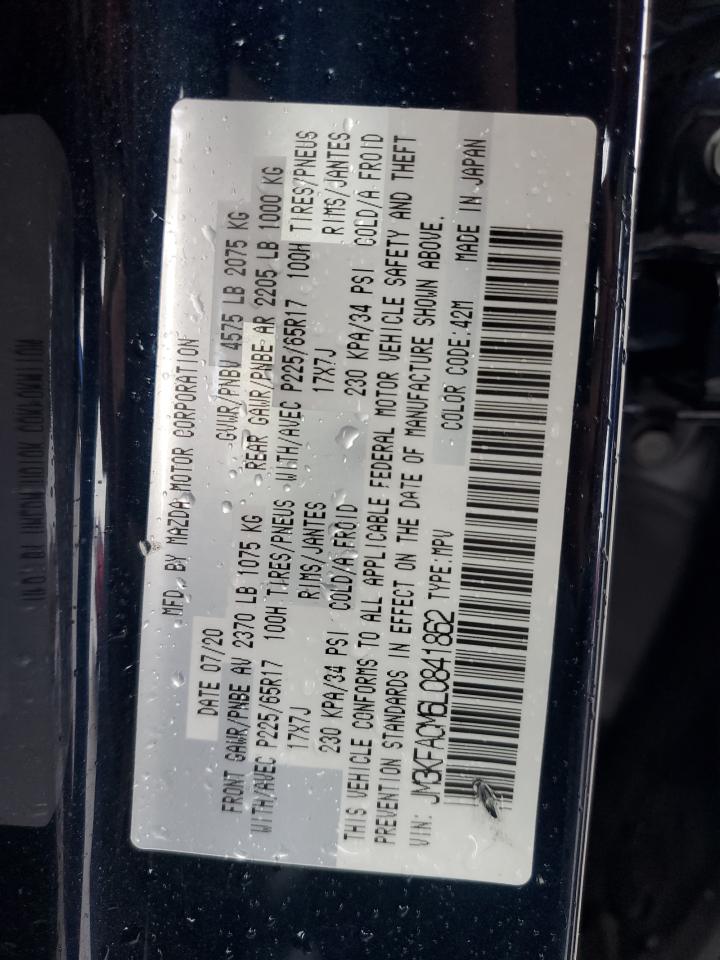 MFD. BY MAZDA MOTOR CORPORATION
DATE 07/20 GVWR/PNBV 4575 LB 2075 KG
FRONT GAWR/PNBE AV 2370 LB 1075 KG REAR GAWR/PNBE AR 2205 LB 1000 KG
WITH/AVEC P225/65R17 100H TIRES/PNEUS WITH/AVEC P225/65R17 100H TIRES/PNEUS
17X7J RIMS/JANTES 17X7J RIMS/JANTES
230 KPA/34 PSI COLD/A FROID 230 KPA/34 PSI COLD/A FROID
THIS VEHICLE CONFORMS TO ALL APPLICABLE FEDERAL MOTOR VEHICLE SAFETY AND THEFT
PREVENTION STANDARDS IN EFFECT ON THE DATE OF MANUFACTURE SHOWN ABOVE.
VIN: JM3KFACM6L0841862 TYPE:MPV COLOR CODE:42M MADE IN JAPAN